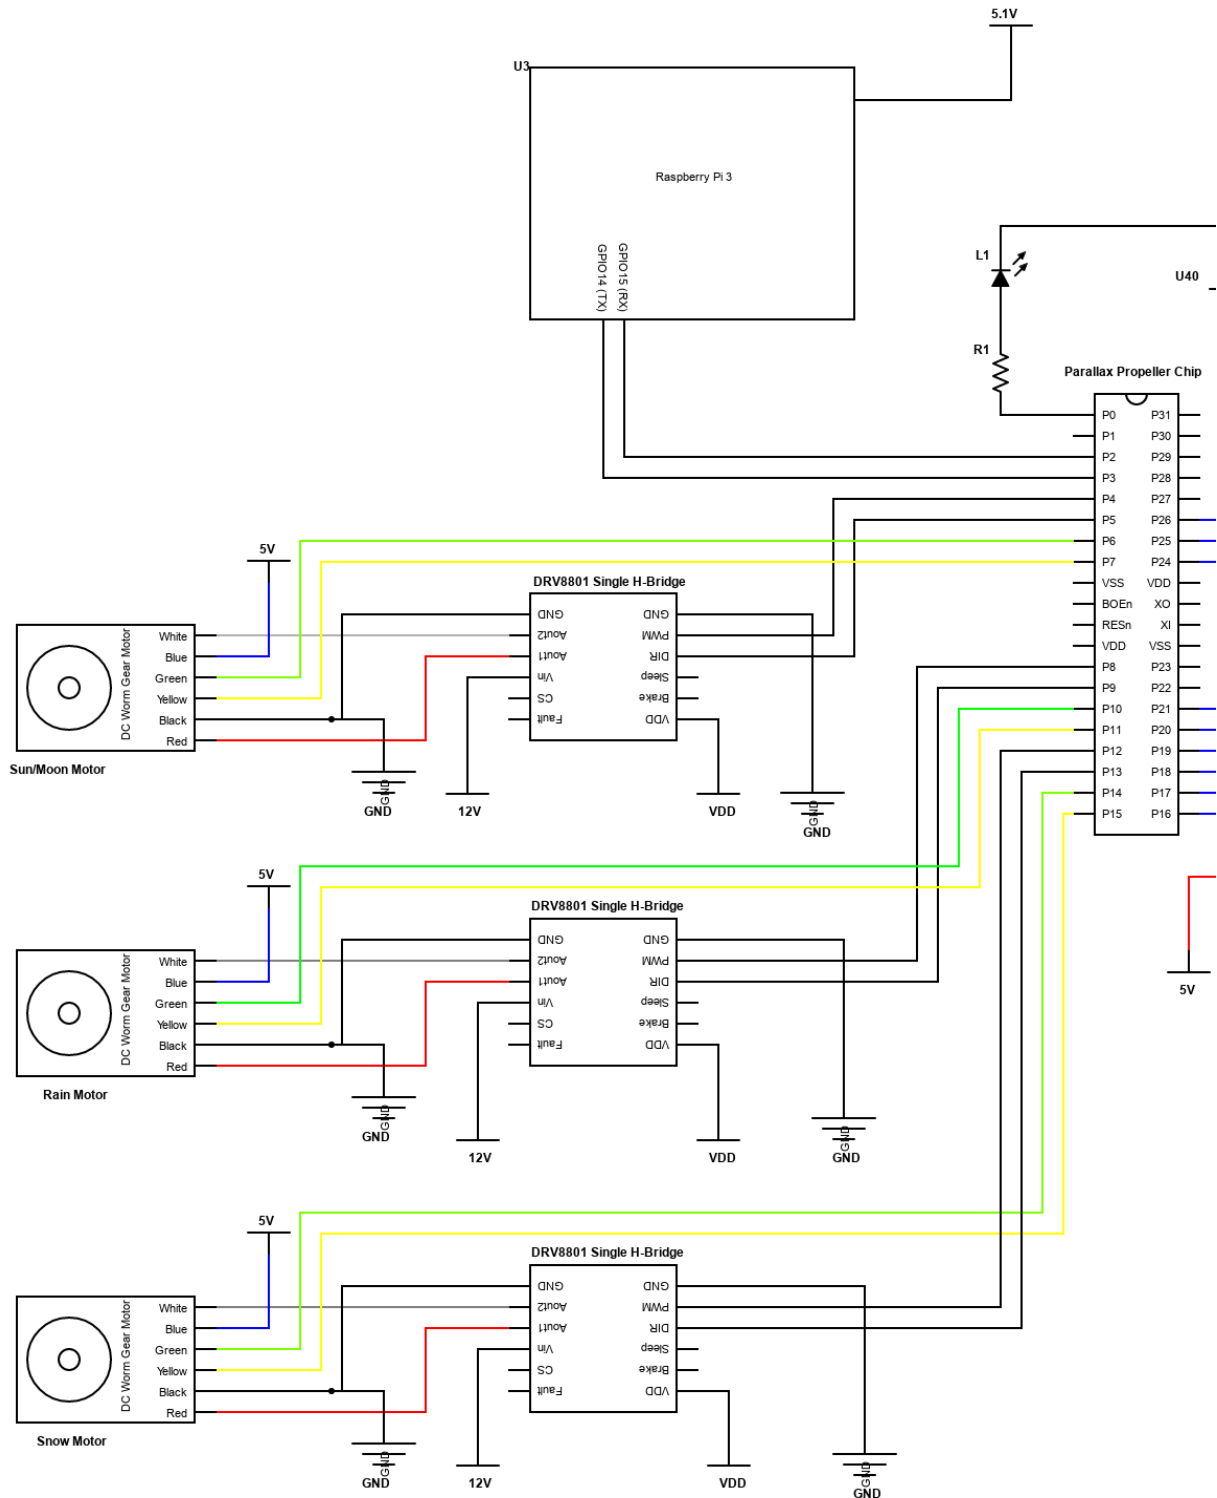 5.1V
U3
Raspberry Pi 3
GPIO14 (TX)
GPIO15 (RX)
L1
U40
R1
Parallax Propeller Chip
P0 P31
P1 P30
P2 P29
P3 P28
P4 P27
P5 P26
P6 P25
P7 P24
VSS VDD
BOEn XO
RESn XI
VDD VSS
P8 P23
P9 P22
P10 P21
P11 P20
P12 P19
P13 P18
P14 P17
P15 P16
5V
5V
DRV8801 Single H-Bridge
GND GND
Aout2 PWM
Aout1 DIR
Vin Sleep
CS Brake
Fault VDD
DC Worm Gear Motor
White
Blue
Green
Yellow
Black
Red
Sun/Moon Motor
GND
GND
12V
VDD
GND
GND
5V
DRV8801 Single H-Bridge
GND GND
Aout2 PWM
Aout1 DIR
Vin Sleep
CS Brake
Fault VDD
DC Worm Gear Motor
White
Blue
Green
Yellow
Black
Red
Rain Motor
GND
GND
12V
VDD
GND
GND
5V
DRV8801 Single H-Bridge
GND GND
Aout2 PWM
Aout1 DIR
Vin Sleep
CS Brake
Fault VDD
DC Worm Gear Motor
White
Blue
Green
Yellow
Black
Red
Snow Motor
GND
GND
12V
VDD
GND
GND